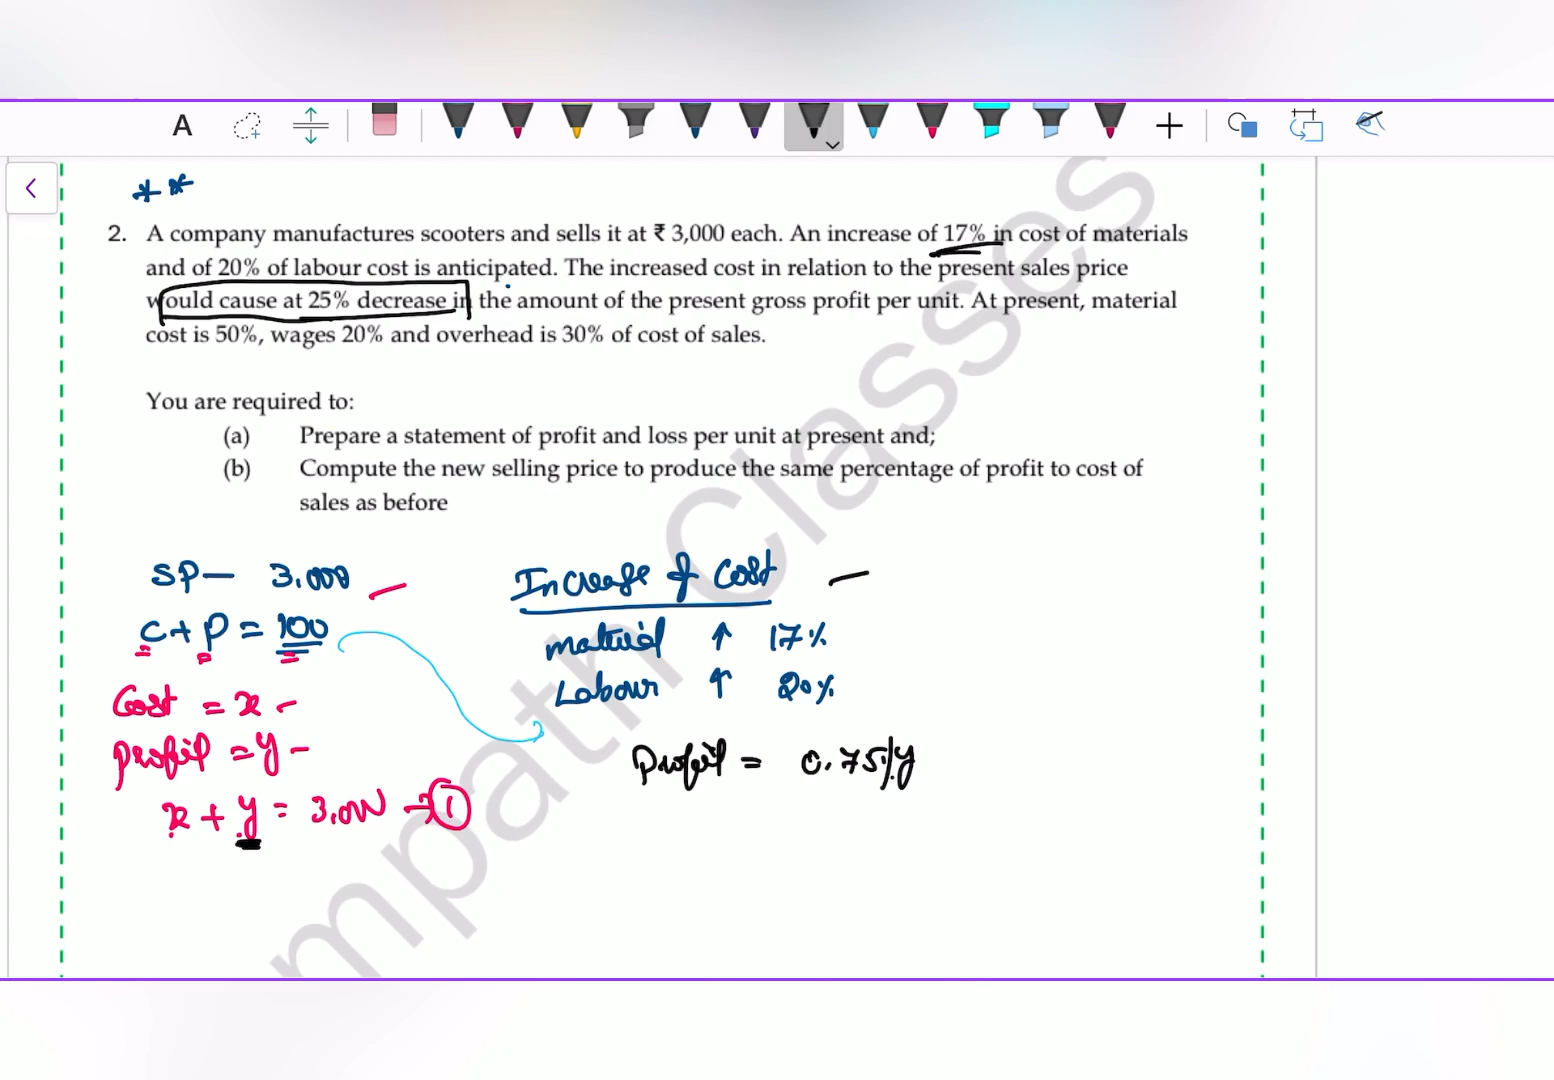 A
**
2. A company manufactures scooters and sells it at ₹ 3,000 each. An increase of 17% in cost of materials
and of 20% of labour cost is anticipated. The increased cost in relation to the present sales price
would cause at 25% decrease in the amount of the present gross profit per unit. At present, material
cost is 50%, wages 20% and overhead is 30% of cost of sales.
You are required to:
(a) Prepare a statement of profit and loss per unit at present and;
(b) Compute the new selling price to produce the same percentage of profit to cost of
sales as before
SP — 3,000
C + P = 100
Cost = x
Profit = y
x + y = 3,000 → ①
Increase of Cost
Material ↑ 17%
Labour ↑ 20%
Profit = 0.75 y
mpath Classes